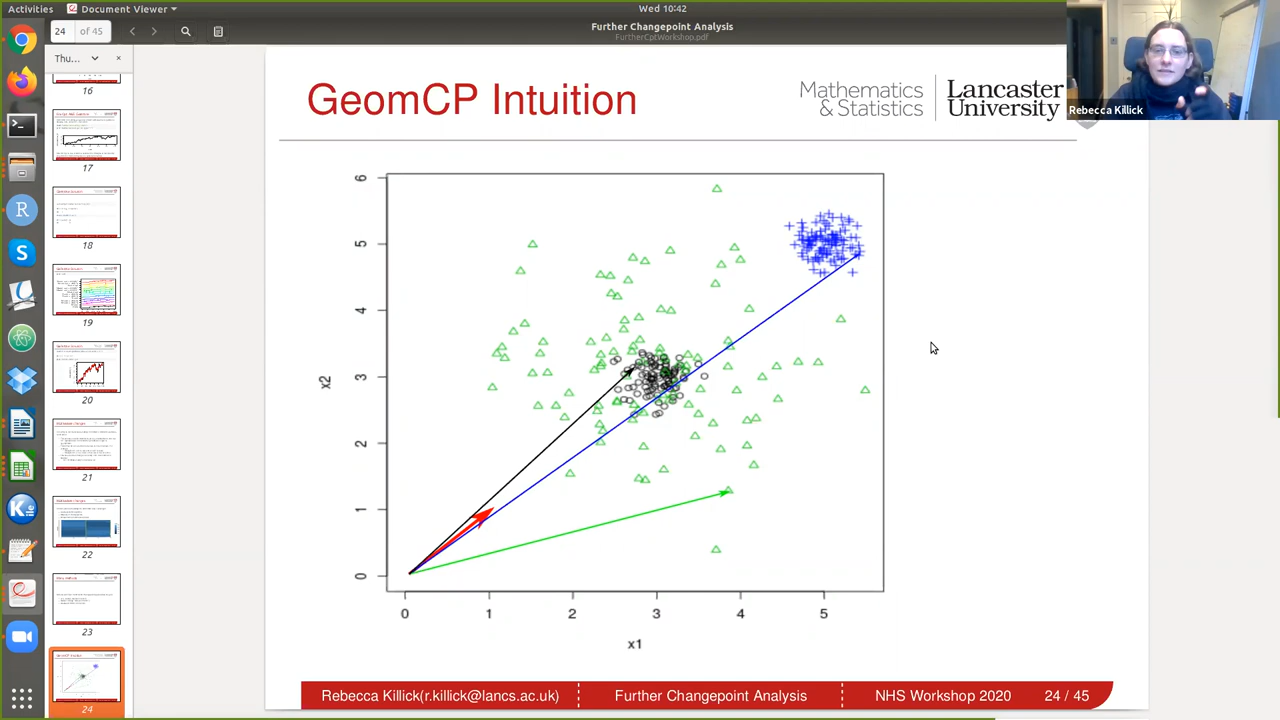 Activities
Document Viewer
Wed 10:42
24
of 45
Further Changepoint Analysis
FurtherCptWorkshop.pdf
Thu...
16
17
18
19
20
21
22
23
24
GeomCP Intuition
Mathematics
& Statistics
Lancaster
University
Rebecca Killick
6
5
4
3
2
1
0
x2
0
1
2
3
4
5
x1
Rebecca Killick(r.killick@lancs.ac.uk)
Further Changepoint Analysis
NHS Workshop 2020
24 / 45